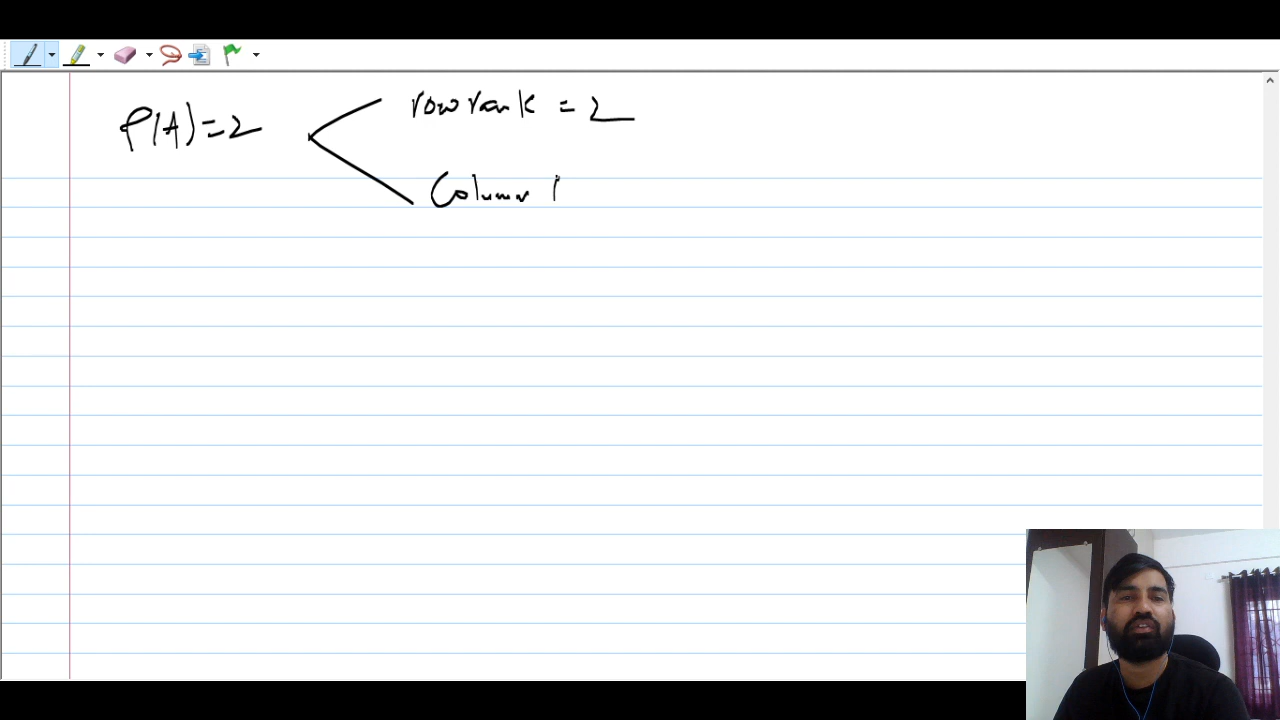 ρ(A)=2
row rank = 2
Column